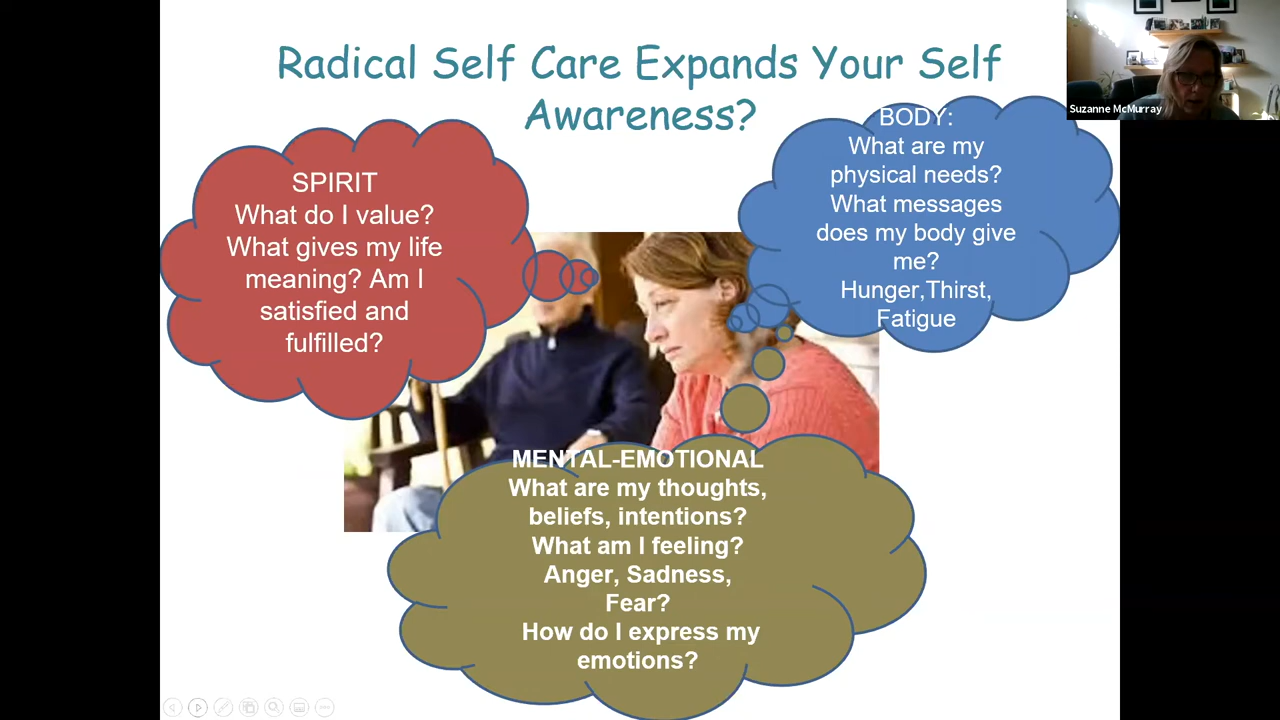 Radical Self Care Expands Your Self
Awareness?
Suzanne McMurray
SPIRIT
What do I value?
What gives my life
meaning? Am I
satisfied and
fulfilled?
BODY:
What are my
physical needs?
What messages
does my body give
me?
Hunger,Thirst,
Fatigue
MENTAL-EMOTIONAL
What are my thoughts,
beliefs, intentions?
What am I feeling?
Anger, Sadness,
Fear?
How do I express my
emotions?